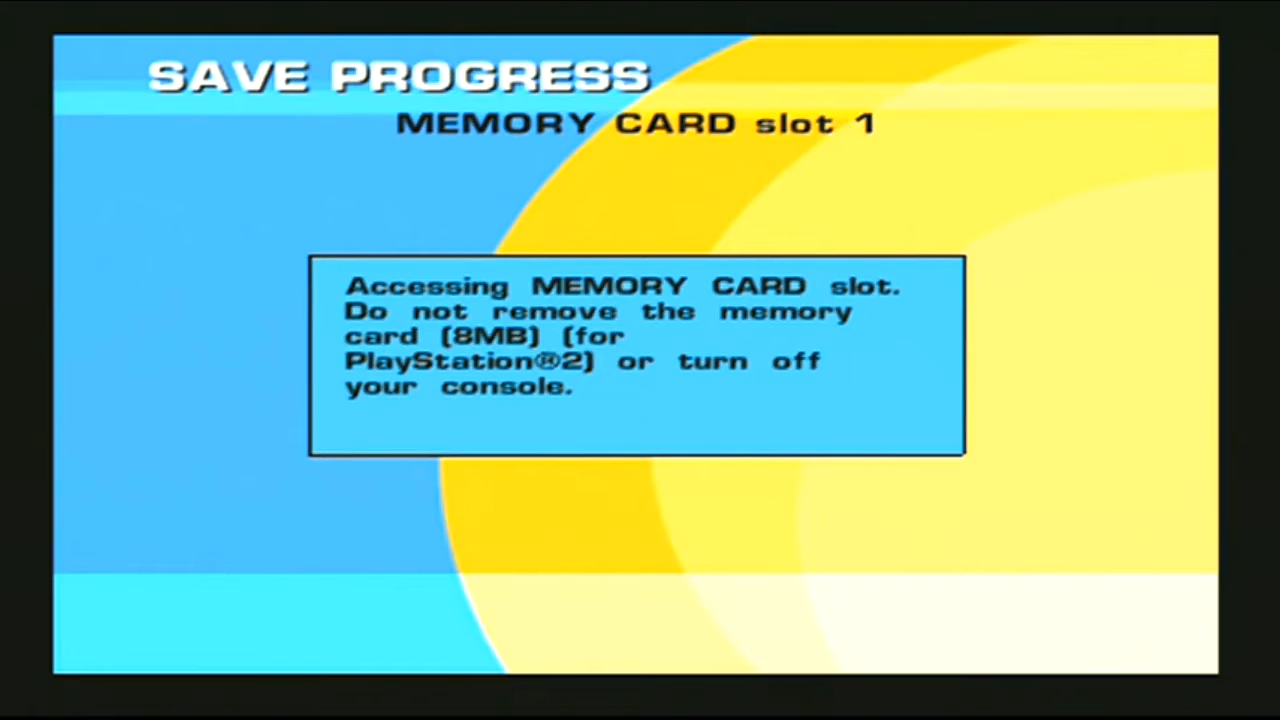 SAVE PROGRESS
MEMORY CARD slot 1
Accessing MEMORY CARD slot.
Do not remove the memory
card (8MB) (for
PlayStation®2) or turn off
your console.